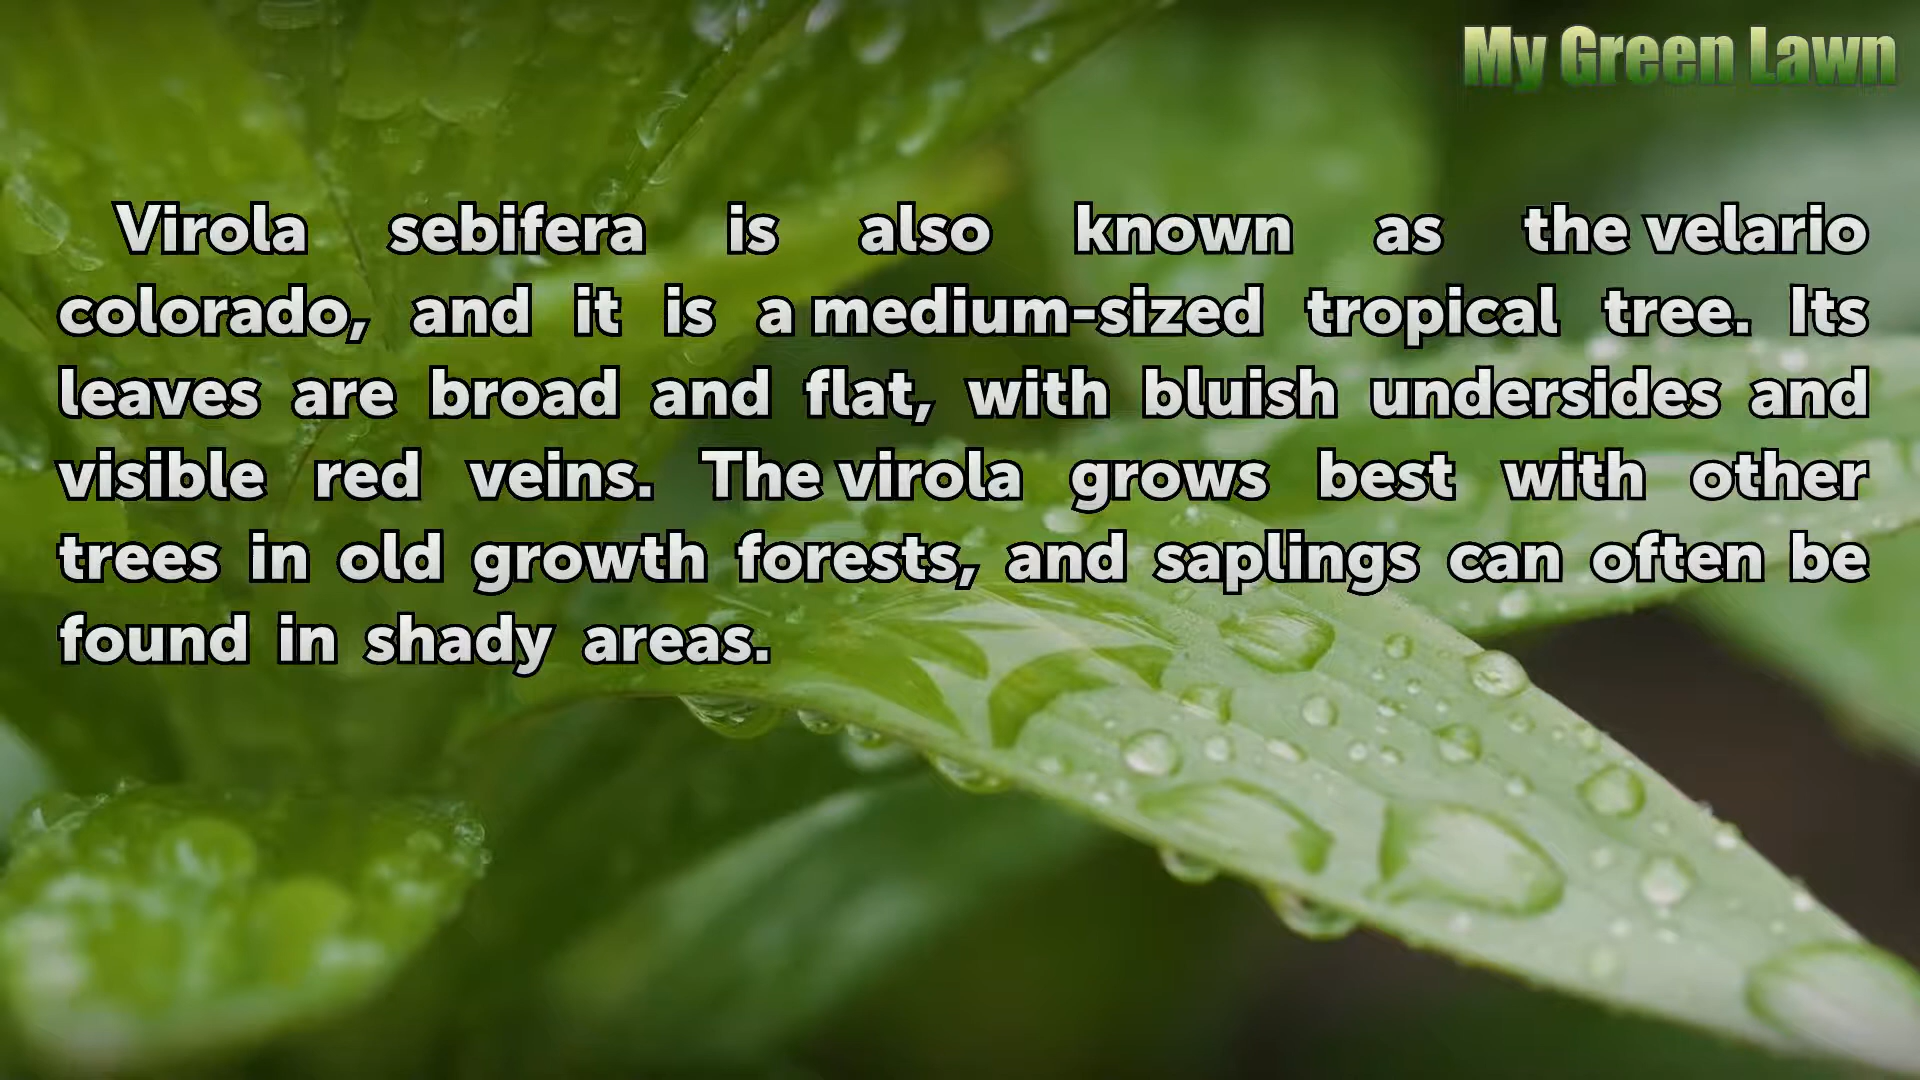 My Green Lawn
Virola sebifera is also known as the velario
colorado, and it is a medium-sized tropical tree. Its
leaves are broad and flat, with bluish undersides and
visible red veins. The virola grows best with other
trees in old growth forests, and saplings can often be
found in shady areas.